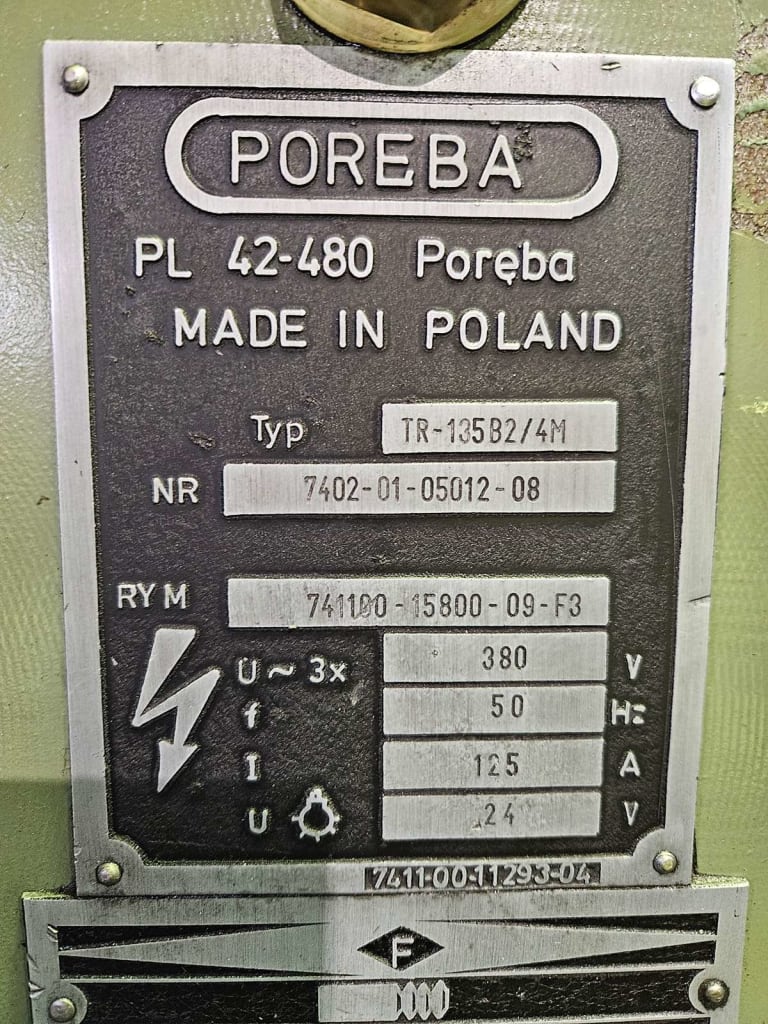 PORĘBA
PL 42-480 Poręba
MADE IN POLAND
Typ TR-135B2/4M
NR 7402-01-05012-08
RYM 741100-15800-09-F3
U ~ 3x 380 V
f 50 Hz
I 125 A
U 24 V
7411-00-11293-04
F